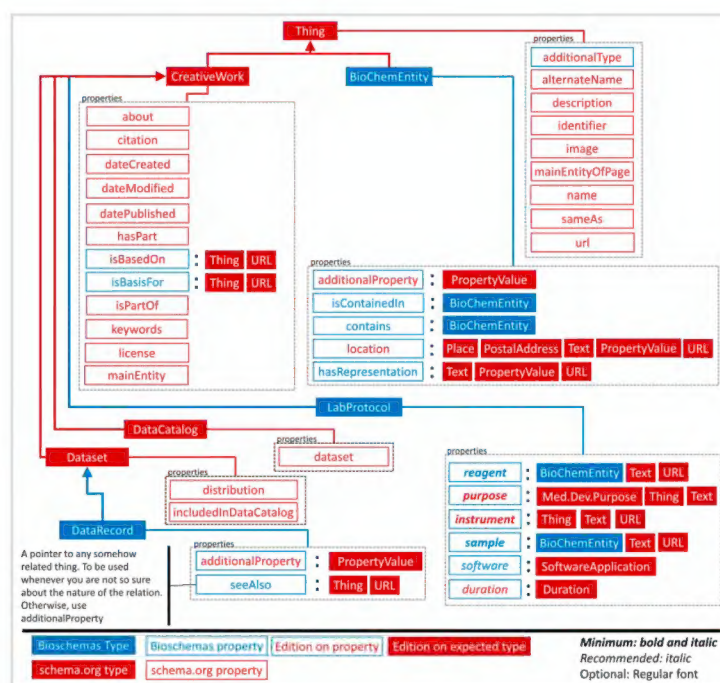 Thing
properties
additionalType
alternateName
description
identifier
image
mainEntityOfPage
name
sameAs
url
CreativeWork
BioChemEntity
properties
about
citation
dateCreated
dateModified
datePublished
hasPart
isBasedOn : Thing URL
isBasisFor : Thing URL
isPartOf
keywords
license
mainEntity
properties
additionalProperty : PropertyValue
isContainedIn : BioChemEntity
contains : BioChemEntity
location : Place PostalAddress Text PropertyValue URL
hasRepresentation : Text PropertyValue URL
LabProtocol
DataCatalog
properties
dataset
Dataset
properties
distribution
includedInDataCatalog
properties
reagent : BioChemEntity Text URL
purpose : Med.Dev.Purpose Thing Text
instrument : Thing Text URL
sample : BioChemEntity Text URL
software : SoftwareApplication
duration : Duration
DataRecord
properties
additionalProperty : PropertyValue
seeAlso : Thing URL
A pointer to any somehow
related thing. To be used
whenever you are not so sure
about the nature of the relation.
Otherwise, use
additionalProperty
Bioschemas Type Bioschemas property Edition on property Edition on expected type
schema.org type schema.org property
Minimum: bold and italic
Recommended: italic
Optional: Regular font